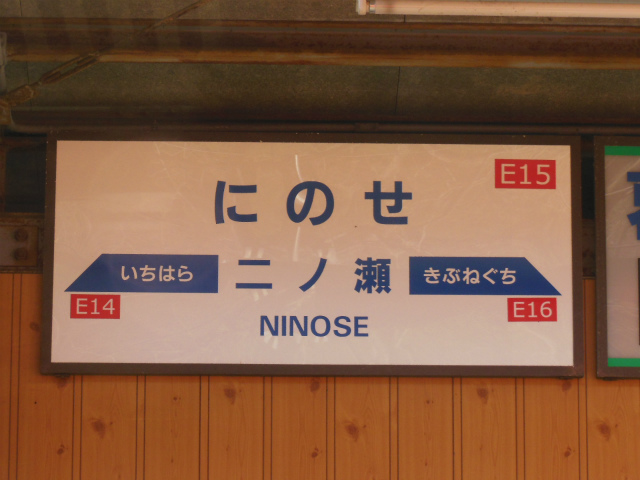 E15
にのせ
いちはら
二ノ瀬
きぶねぐち
E14
E16
NINOSE